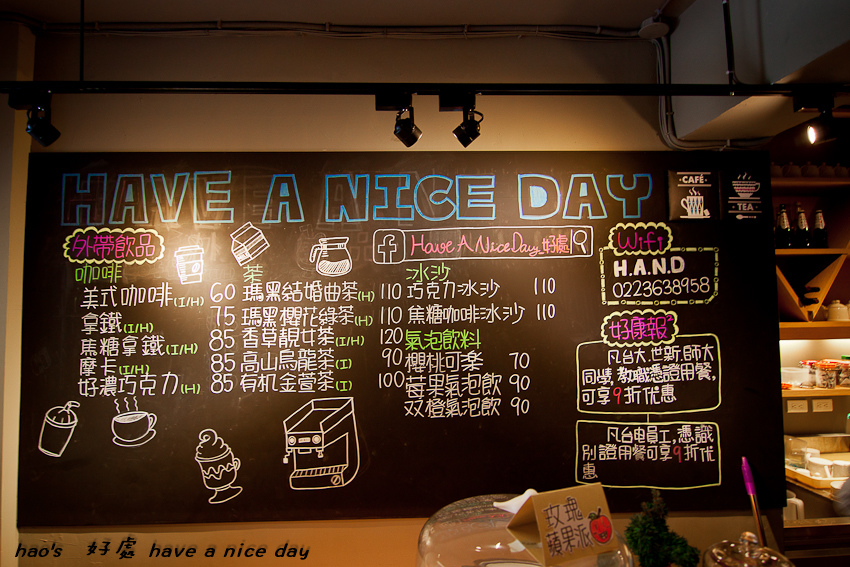 HAVE A NICE DAY
CAFÉ
TEA
外帶飲品
咖啡
美式咖啡(I/H) 60
拿鐵(I/H) 75
焦糖拿鐵(I/H) 85
摩卡(I/H) 85
好濃巧克力(H) 85
茶
瑪黑結婚曲茶(H) 110
瑪黑櫻花綠茶(H) 110
香草靚女茶(I/H) 120
高山烏龍茶(I) 90
有机金萱茶(I) 100
f Have A Nice Day_好處
冰沙
巧克力冰沙 110
焦糖咖啡冰沙 110
氣泡飲料
櫻桃可樂 70
莓果氣泡飲 90
双橙氣泡飲 90
Wifi
H.A.N.D
0223638958
好康報
凡台大、世新、師大
同學,教職憑證用餐,
可享9折优惠
凡台电員工,憑識
別證用餐可享9折优
惠
玫瑰
蘋果派
hao's 好處 have a nice day